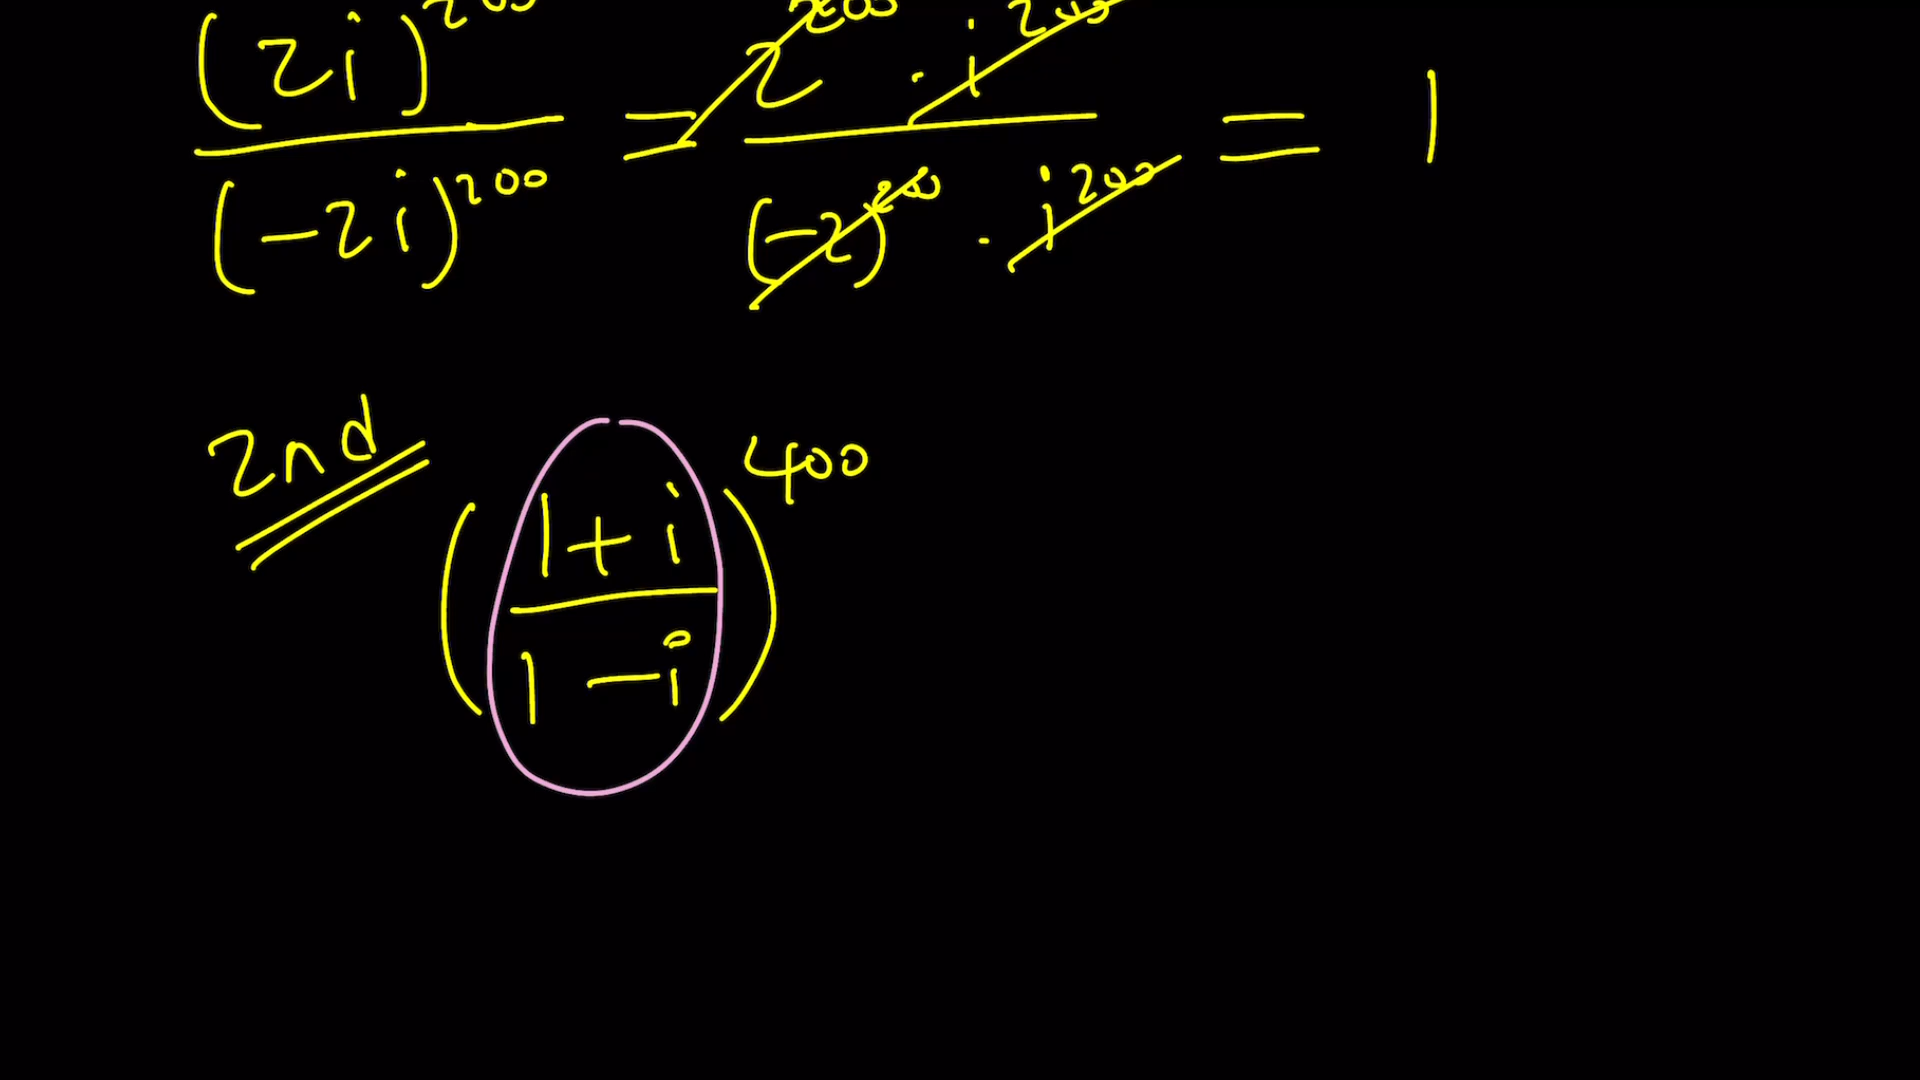 (2i)^200 / (-2i)^200 = 2^200 · i^200 / (-2)^200 · i^200 = 1
2nd ((1+i)/(1-i))^400